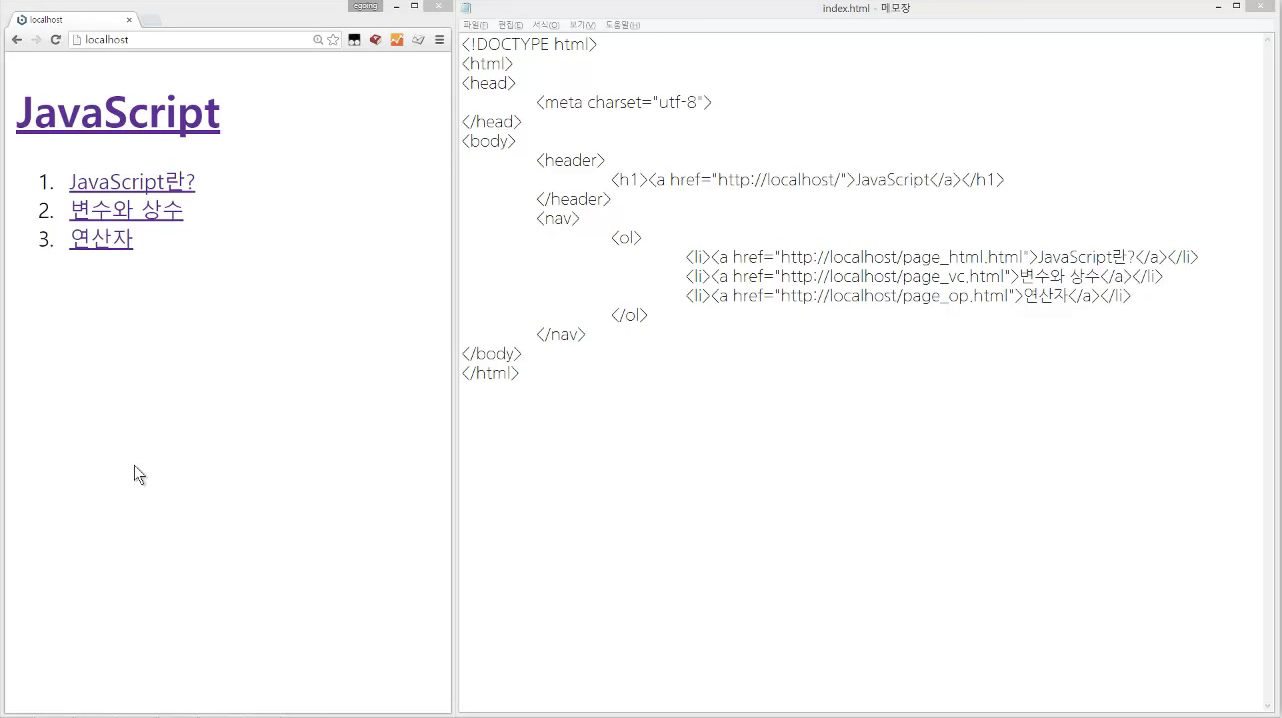 egoing
localhost
localhost
JavaScript
1. JavaScript란?
2. 변수와 상수
3. 연산자
index.html - 메모장
파일(F) 편집(E) 서식(O) 보기(V) 도움말(H)
<!DOCTYPE html>
<html>
<head>
<meta charset="utf-8">
</head>
<body>
<header>
<h1><a href="http://localhost/">JavaScript</a></h1>
</header>
<nav>
<ol>
<li><a href="http://localhost/page_html.html">JavaScript란?</a></li>
<li><a href="http://localhost/page_vc.html">변수와 상수</a></li>
<li><a href="http://localhost/page_op.html">연산자</a></li>
</ol>
</nav>
</body>
</html>